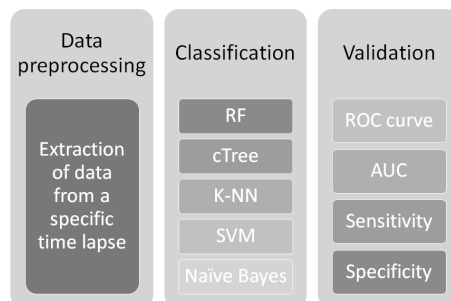 Data
preprocessing
Extraction
of data
from a
specific
time lapse
Classification
RF
cTree
K-NN
SVM
Naïve Bayes
Validation
ROC curve
AUC
Sensitivity
Specificity